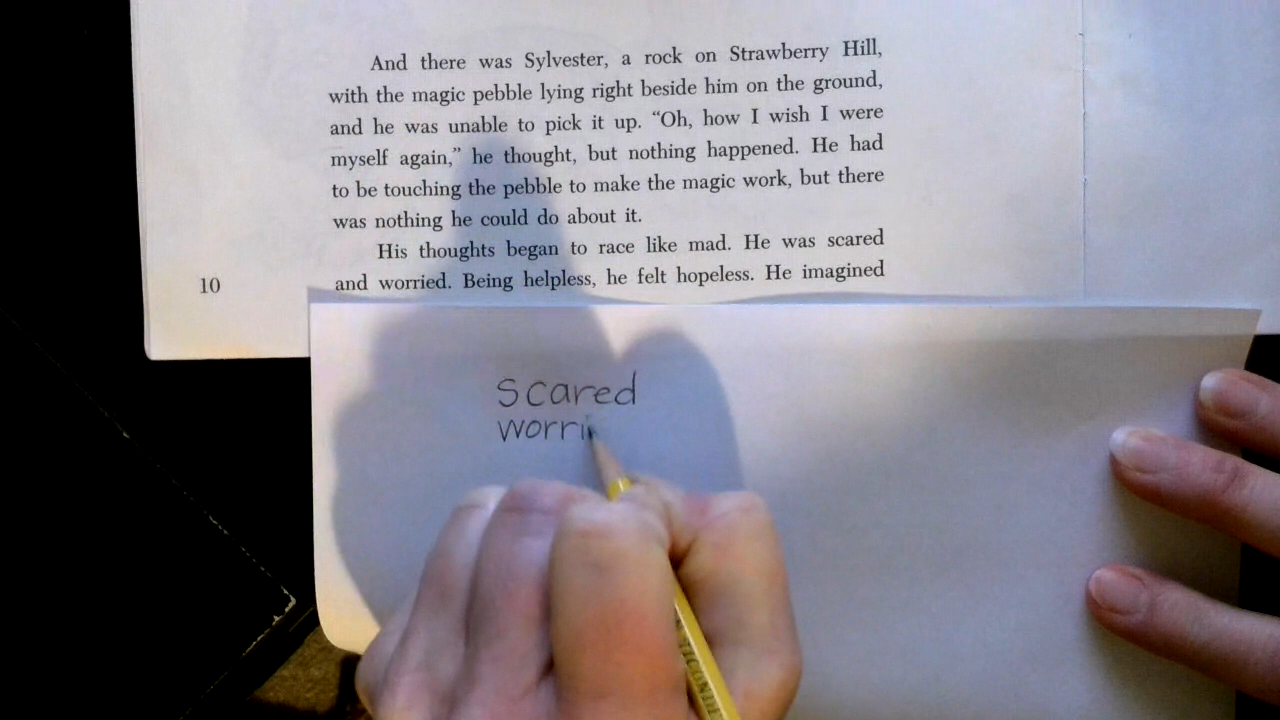 And there was Sylvester, a rock on Strawberry Hill,
with the magic pebble lying right beside him on the ground,
and he was unable to pick it up. “Oh, how I wish I were
myself again,” he thought, but nothing happened. He had
to be touching the pebble to make the magic work, but there
was nothing he could do about it.
His thoughts began to race like mad. He was scared
and worried. Being helpless, he felt hopeless. He imagined
10
scared
worri